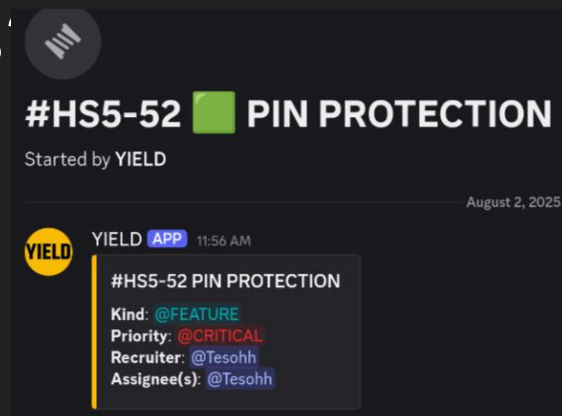 #HS5-52 🟩 PIN PROTECTION
Started by YIELD
August 2, 2025
YIELD
YIELD APP 11:56 AM
#HS5-52 PIN PROTECTION
Kind: @FEATURE
Priority: @CRITICAL
Recruiter: @Tesohh
Assignee(s): @Tesohh